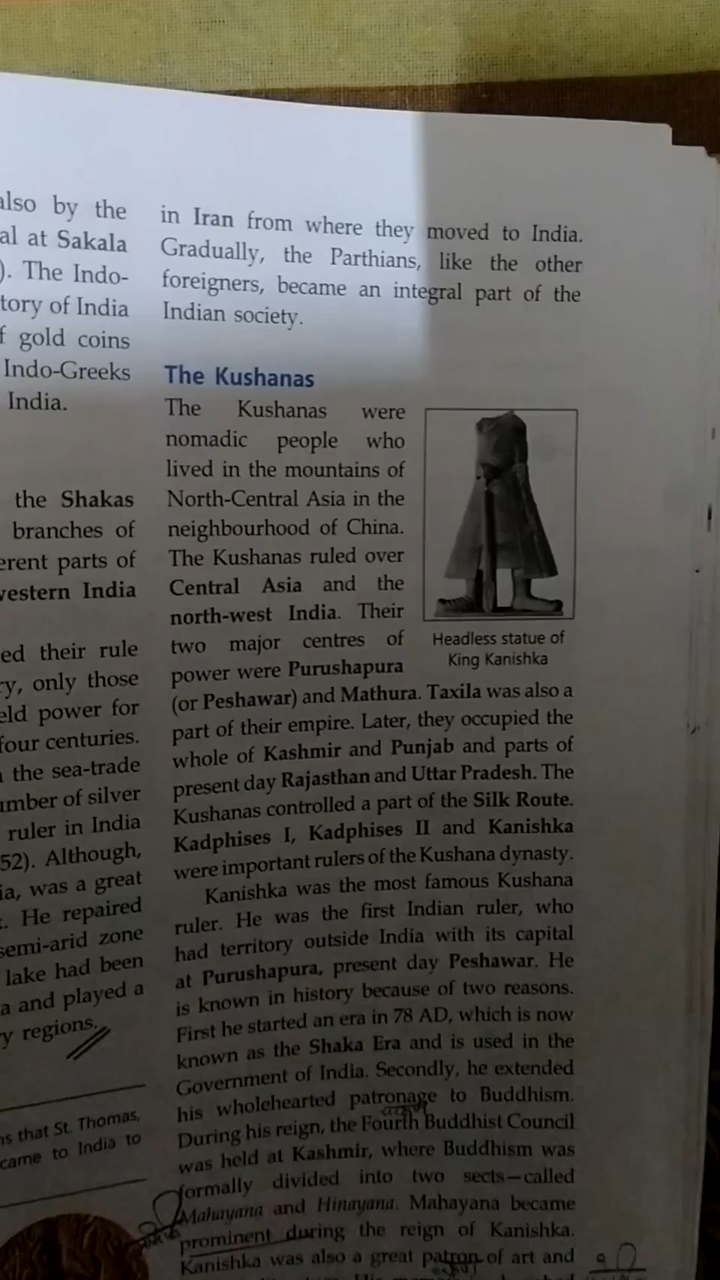 also by the
al at Sakala
). The Indo-
tory of India
f gold coins
Indo-Greeks
India.
the Shakas
branches of
erent parts of
western India
ed their rule
ry, only those
eld power for
four centuries.
the sea-trade
umber of silver
ruler in India
52). Although,
ia, was a great
. He repaired
semi-arid zone
lake had been
a and played a
y regions.
ns that St. Thomas,
came to India to
in Iran from where they moved to India.
Gradually, the Parthians, like the other
foreigners, became an integral part of the
Indian society.
The Kushanas
The Kushanas were
nomadic people who
lived in the mountains of
North-Central Asia in the
neighbourhood of China.
The Kushanas ruled over
Central Asia and the
north-west India. Their
two major centres of
power were Purushapura
(or Peshawar) and Mathura. Taxila was also a
part of their empire. Later, they occupied the
whole of Kashmir and Punjab and parts of
present day Rajasthan and Uttar Pradesh. The
Kushanas controlled a part of the Silk Route.
Kadphises I, Kadphises II and Kanishka
were important rulers of the Kushana dynasty.
Kanishka was the most famous Kushana
ruler. He was the first Indian ruler, who
had territory outside India with its capital
at Purushapura, present day Peshawar. He
is known in history because of two reasons.
First he started an era in 78 AD, which is now
known as the Shaka Era and is used in the
Government of India. Secondly, he extended
his wholehearted patronage to Buddhism.
During his reign, the Fourth Buddhist Council
was held at Kashmir, where Buddhism was
formally divided into two sects—called
Mahayana and Hinayana. Mahayana became
prominent during the reign of Kanishka.
Kanishka was also a great patron of art and
Headless statue of
King Kanishka